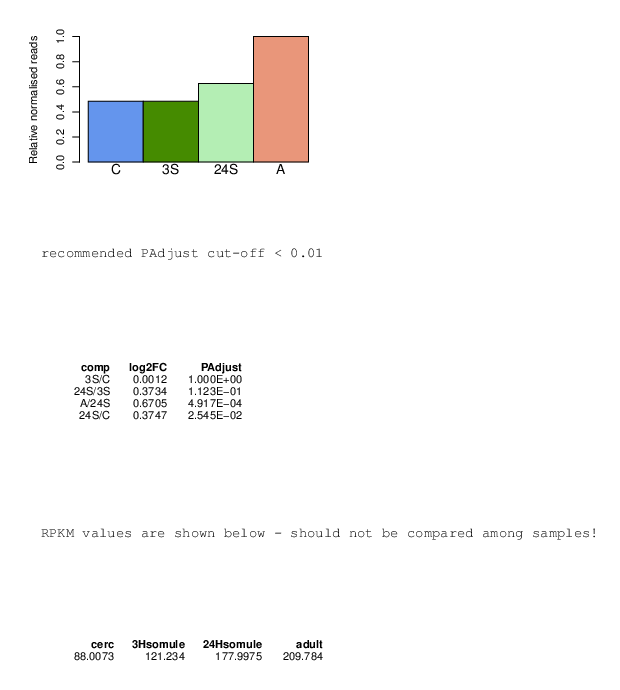 Relative normalised reads
1.0
0.8
0.6
0.4
0.2
0.0
C 3S 24S A
recommended PAdjust cut-off < 0.01
comp log2FC PAdjust
3S/C 0.0012 1.000E+00
24S/3S 0.3734 1.123E−01
A/24S 0.6705 4.917E−04
24S/C 0.3747 2.545E−02
RPKM values are shown below - should not be compared among samples!
cerc 3Hsomule 24Hsomule adult
88.0073 121.234 177.9975 209.784